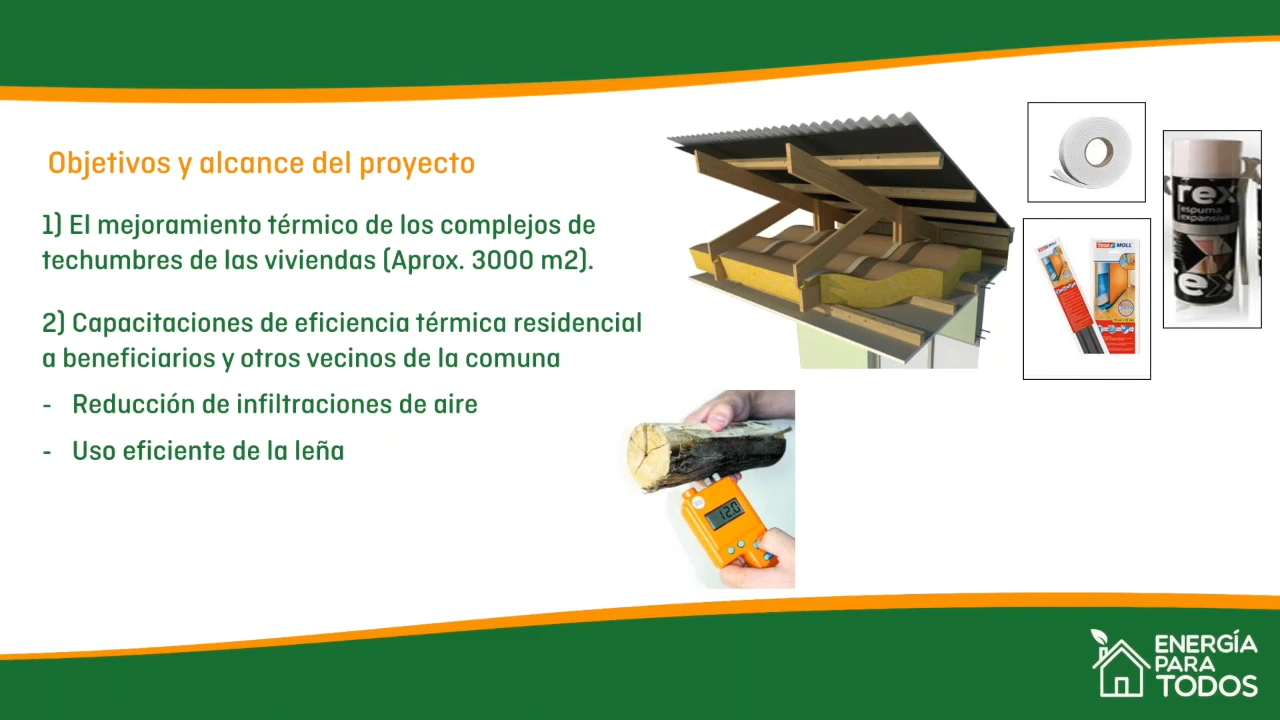 Objetivos y alcance del proyecto
1) El mejoramiento térmico de los complejos de
techumbres de las viviendas (Aprox. 3000 m2).
2) Capacitaciones de eficiencia térmica residencial
a beneficiarios y otros vecinos de la comuna
- Reducción de infiltraciones de aire
- Uso eficiente de la leña
rex
espuma
expansiva
ex
MOLL
12.0
ENERGÍA
PARA
TODOS